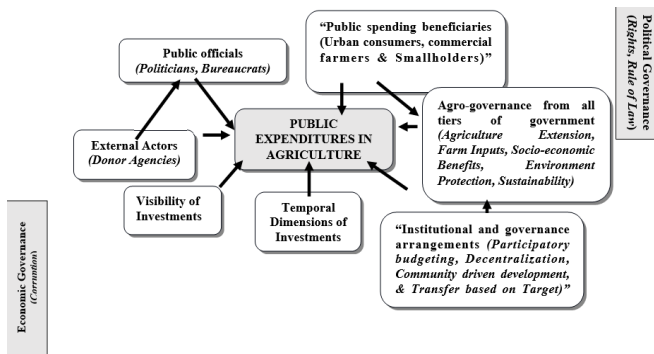 Public officials
(Politicians, Bureaucrats)
“Public spending beneficiaries
(Urban consumers, commercial
farmers & Smallholders)”
Political Governance
(Rights, Rule of Law)
External Actors
(Donor Agencies)
PUBLIC
EXPENDITURES IN
AGRICULTURE
Agro-governance from all
tiers of government
(Agriculture Extension,
Farm Inputs, Socio-economic
Benefits, Environment
Protection, Sustainability)
Visibility of
Investments
Temporal
Dimensions of
Investments
“Institutional and governance
arrangements (Participatory
budgeting, Decentralization,
Community driven development,
& Transfer based on Target)”
Economic Governance
(Corruption)